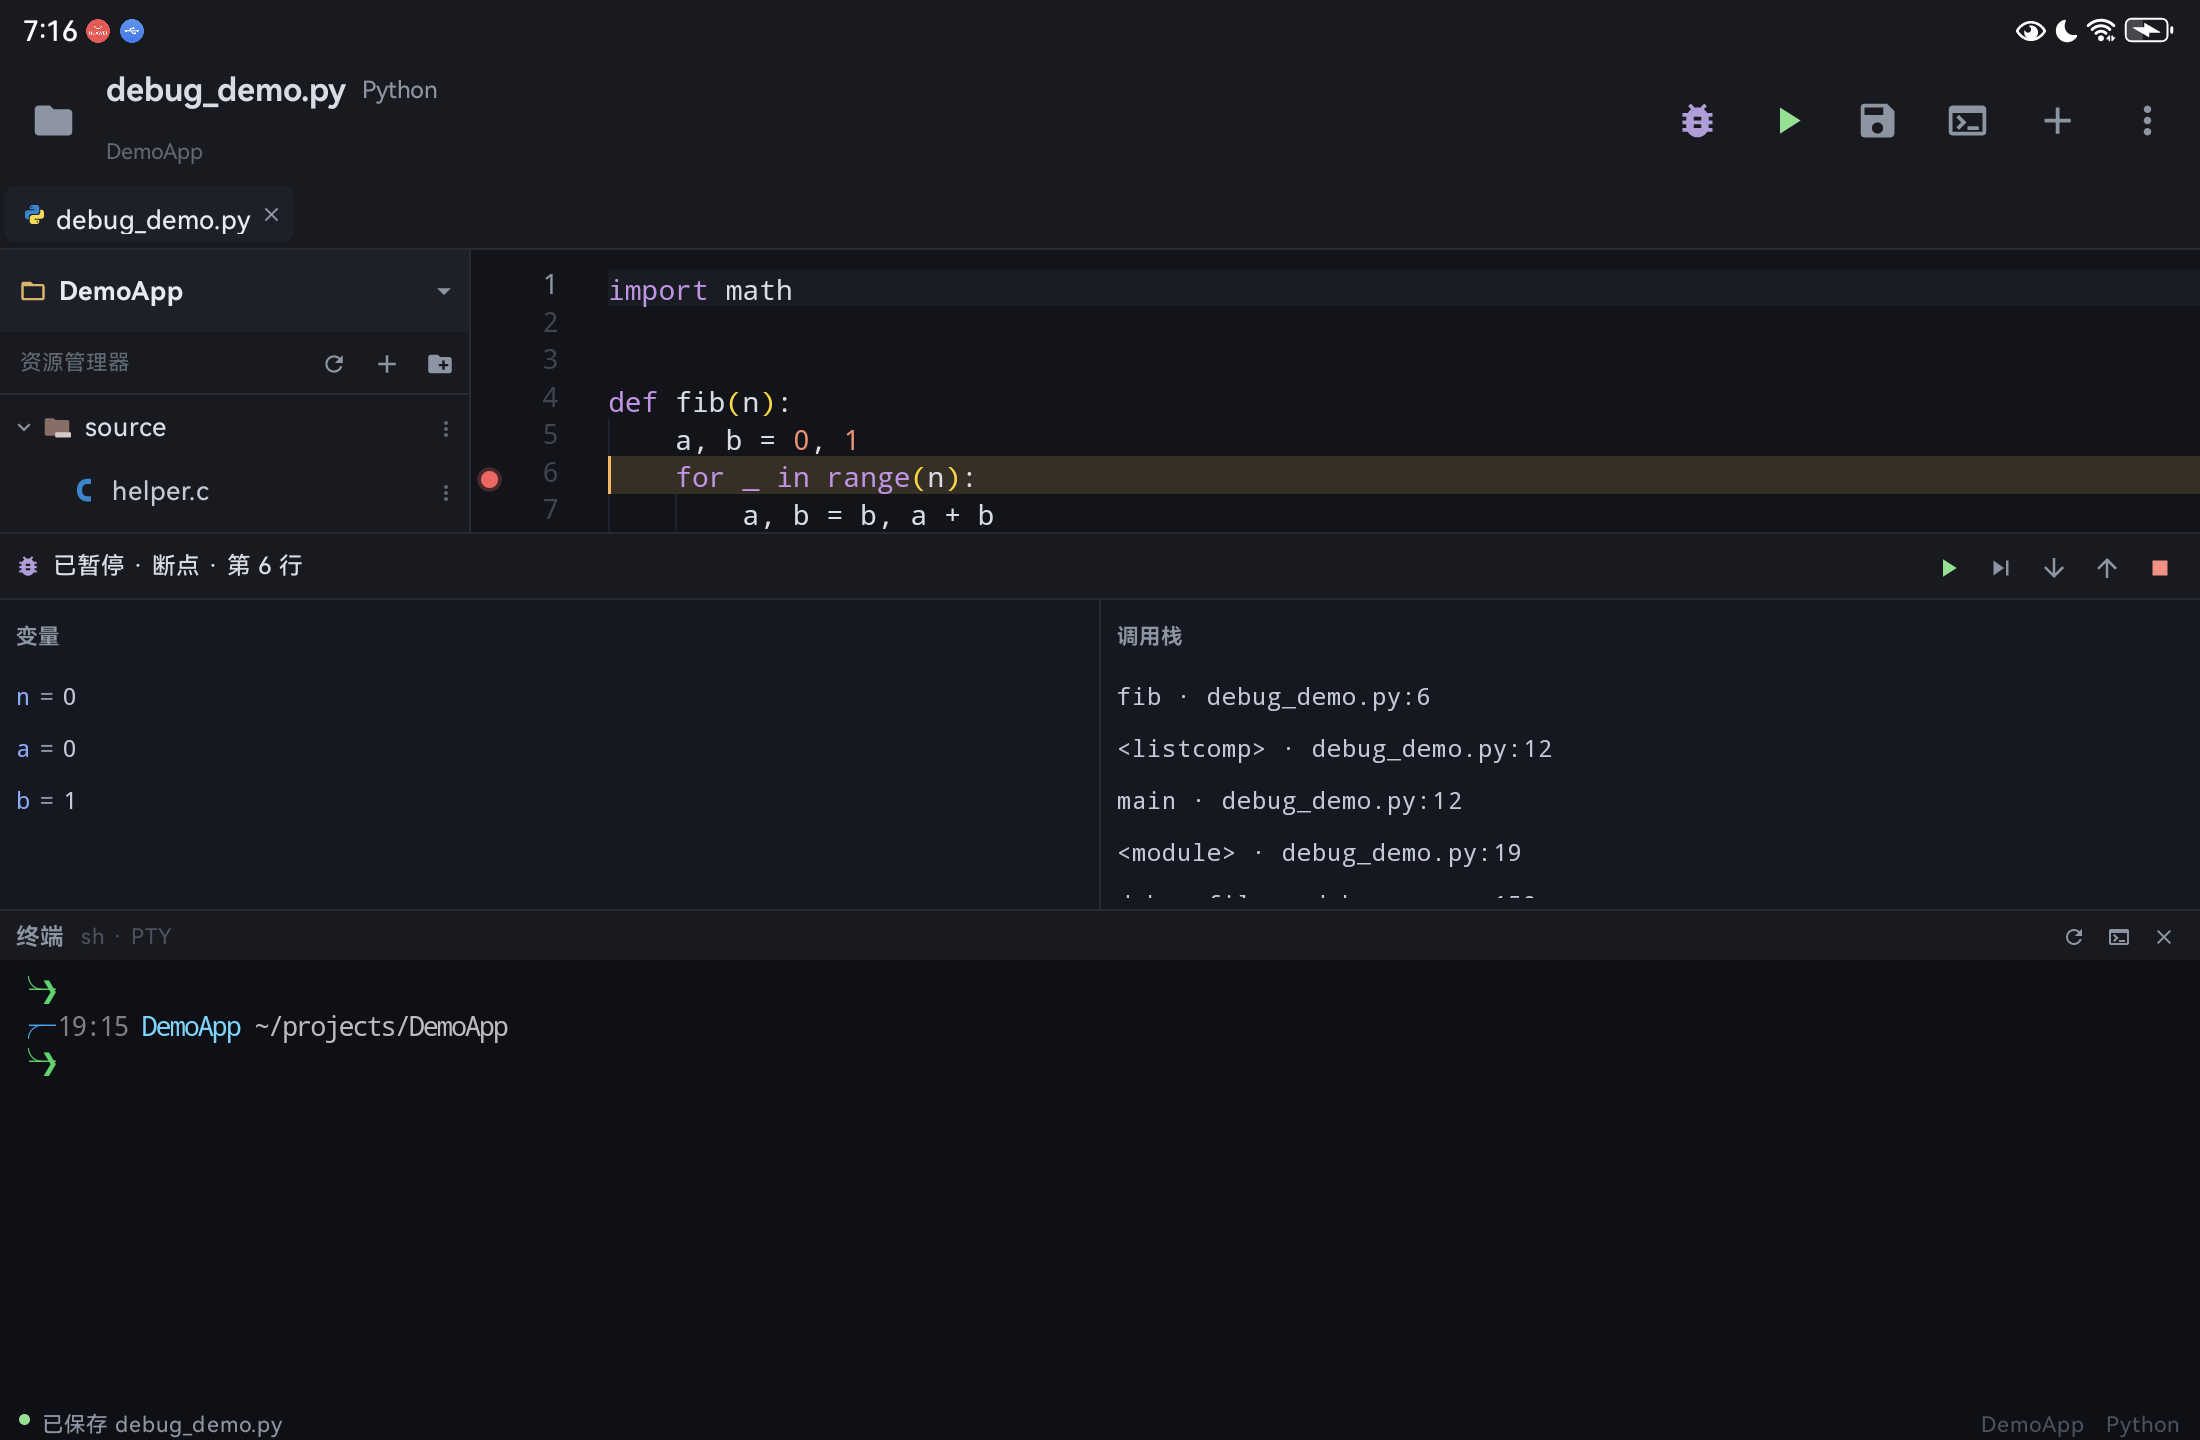 7:16
debug_demo.py Python
DemoApp
debug_demo.py
DemoApp
资源管理器
source
helper.c
1 import math
2
3
4 def fib(n):
5 a, b = 0, 1
6 for _ in range(n):
7 a, b = b, a + b
已暂停 · 断点 · 第 6 行
变量
n = 0
a = 0
b = 1
调用栈
fib · debug_demo.py:6
<listcomp> · debug_demo.py:12
main · debug_demo.py:12
<module> · debug_demo.py:19
终端 sh · PTY
❯
19:15 DemoApp ~/projects/DemoApp
❯
已保存 debug_demo.py
DemoApp Python